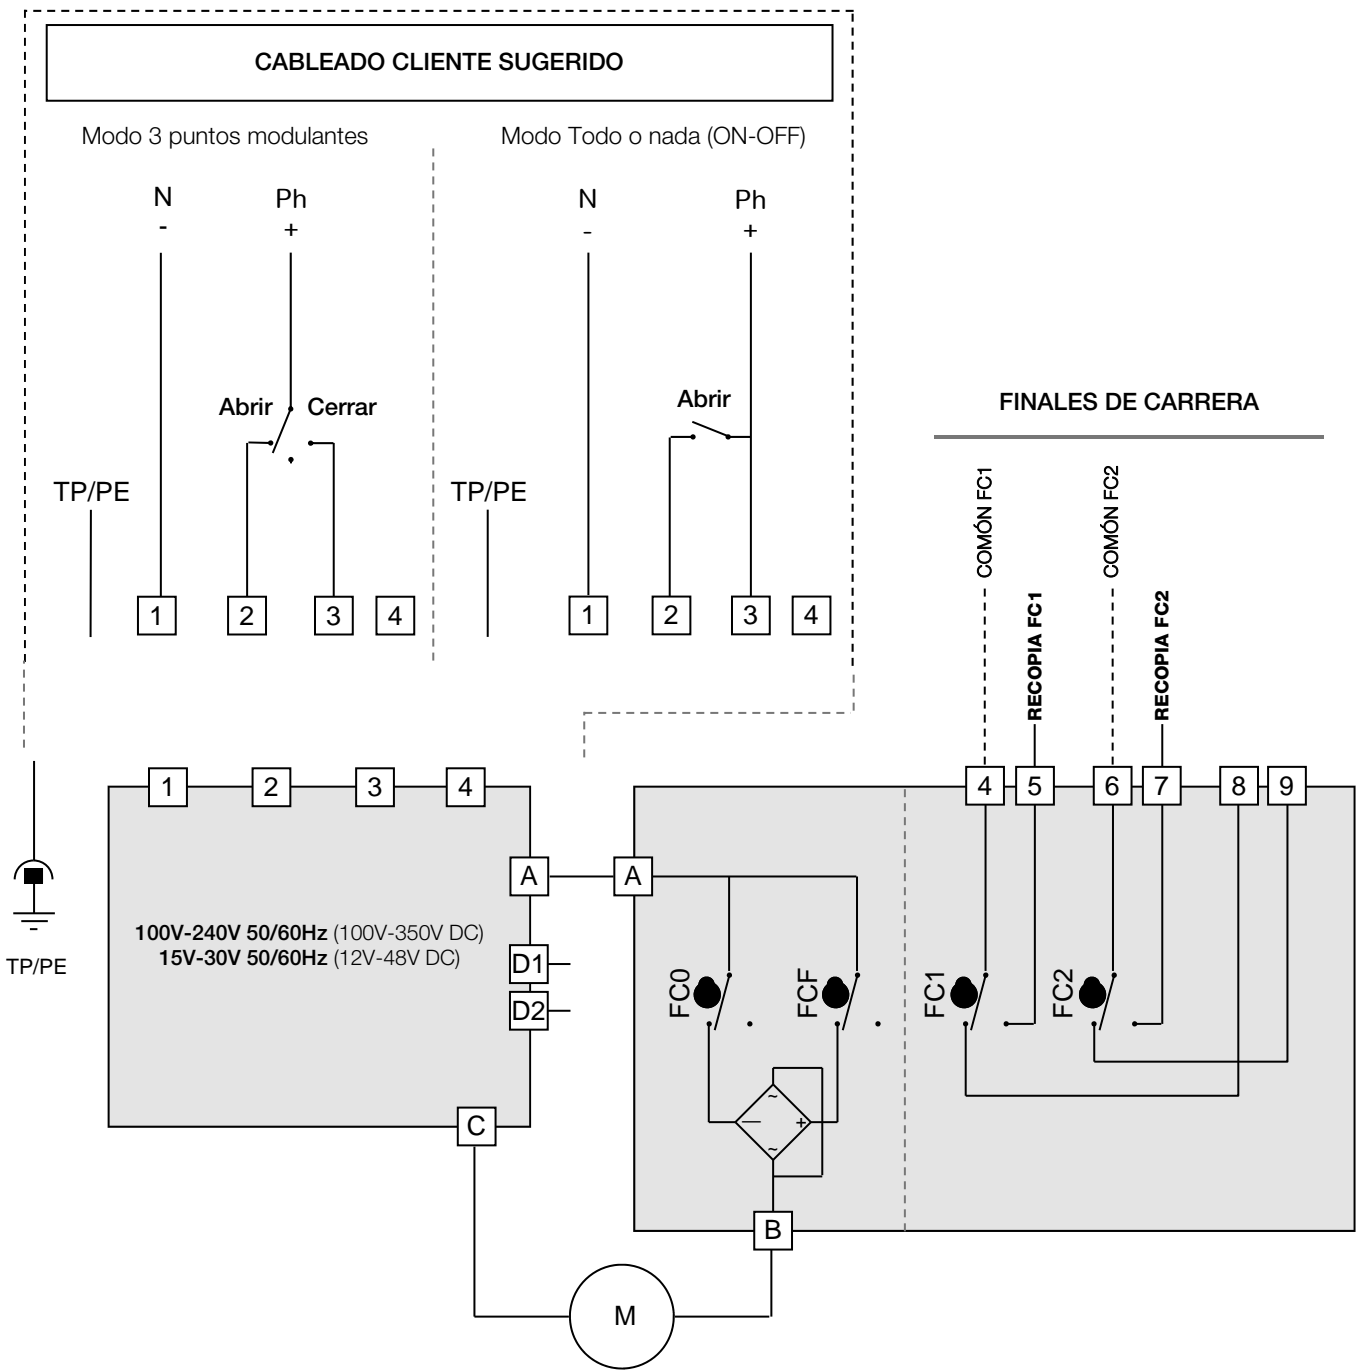 CABLEADO CLIENTE SUGERIDO
Modo 3 puntos modulantes
Modo Todo o nada (ON-OFF)
N
Ph
N
Ph
-
+
-
+
Abrir
Cerrar
Abrir
TP/PE
TP/PE
1
2
3
4
1
2
3
4
FINALES DE CARRERA
COMÓN FC1
RECOPIA FC1
COMÓN FC2
RECOPIA FC2
1
2
3
4
4
5
6
7
8
9
A
A
100V-240V 50/60Hz (100V-350V DC)
15V-30V 50/60Hz (12V-48V DC)
D1
D2
TP/PE
FC0
FCF
FC1
FC2
~
—
+
~
C
B
M